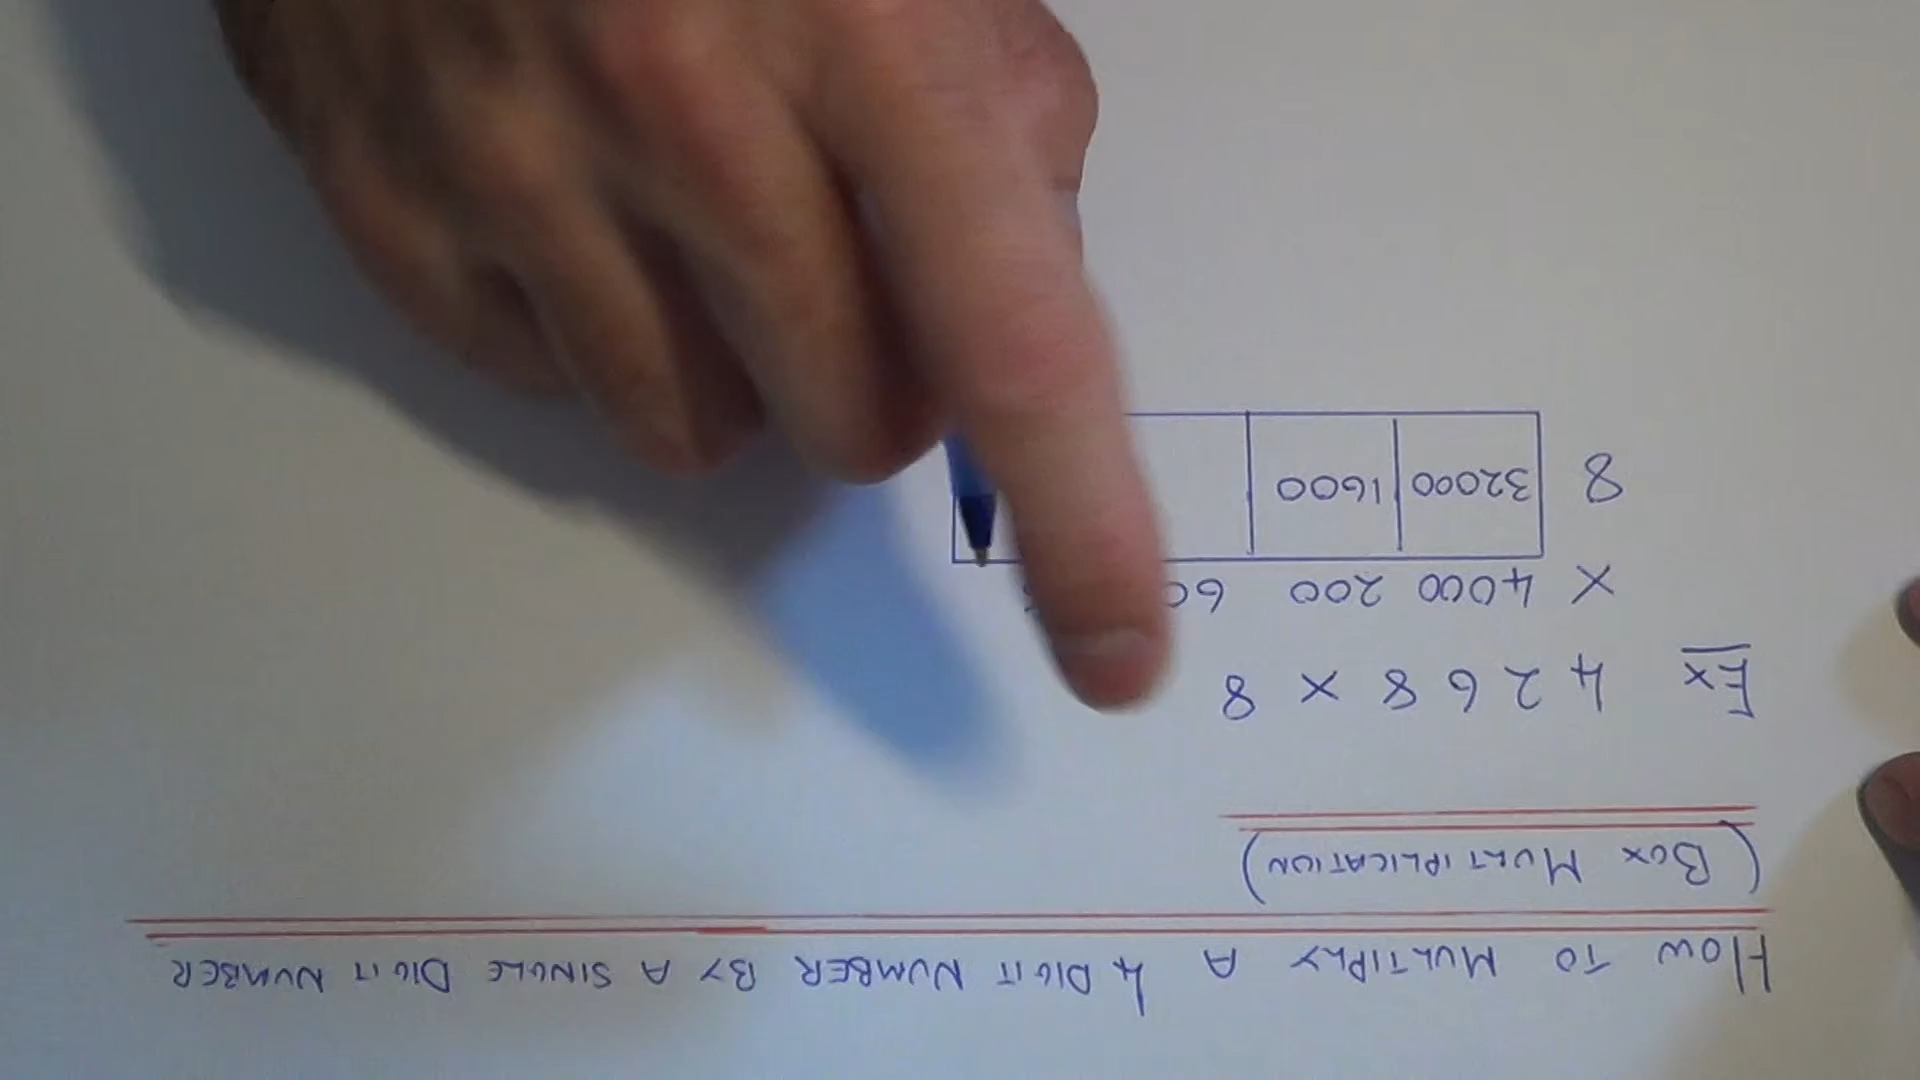 HOW TO MULTIPLY A 4 DIGIT NUMBER BY A SINGLE DIGIT NUMBER
(BOX MULTIPLICATION)
Ex 4268 x 8
x 4000 200 60
8 32000 1600